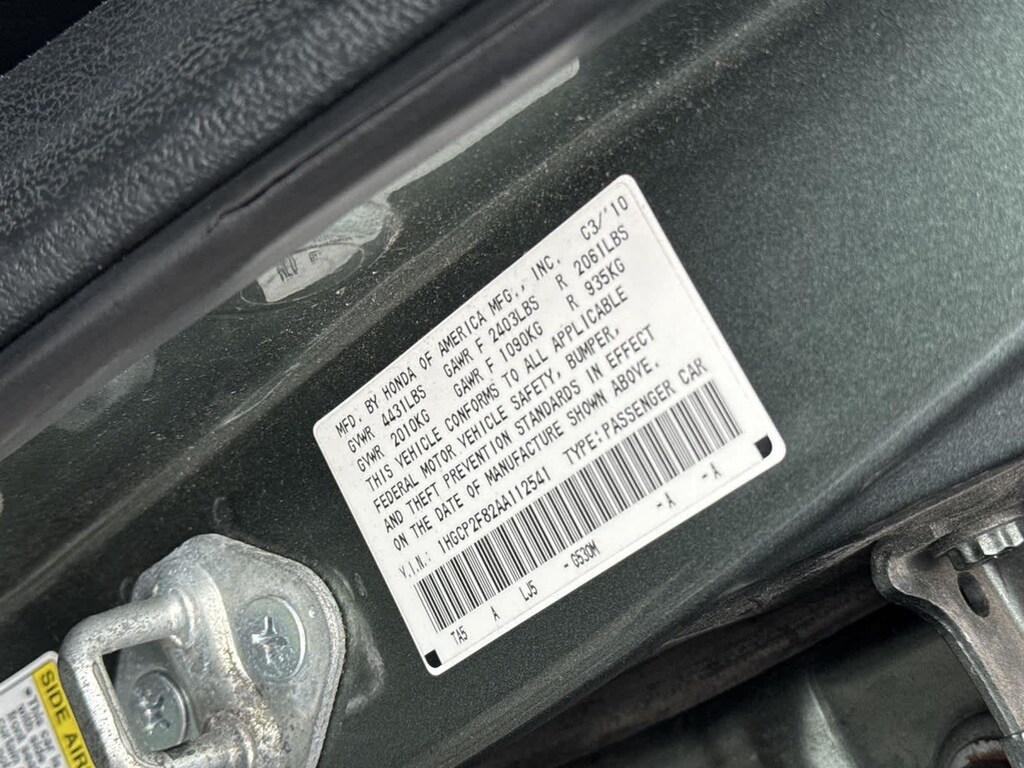 MFD. BY HONDA OF AMERICA MFG., INC. C3/'10
GVWR 4431LBS GAWR F 2403LBS R 2061LBS
GVWR 2010KG GAWR F 1090KG R 935KG
THIS VEHICLE CONFORMS TO ALL APPLICABLE
FEDERAL MOTOR VEHICLE SAFETY, BUMPER,
AND THEFT PREVENTION STANDARDS IN EFFECT
ON THE DATE OF MANUFACTURE SHOWN ABOVE.
V.I.N.: 1HGCP2F82AA112541 TYPE:PASSENGER CAR
TA5 A LJ5 -G530M -A -A
SIDE AIR